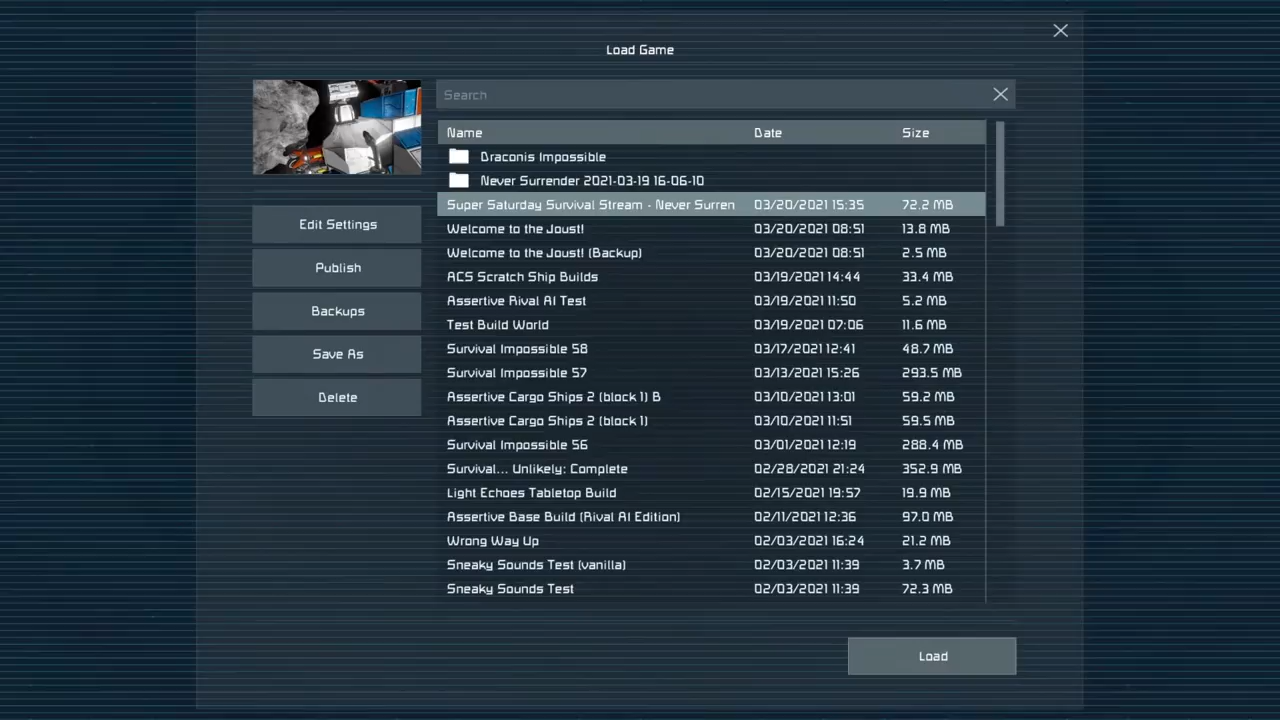 Load Game
Search
Name Date Size
Draconis Impossible
Never Surrender 2021-03-19 16-06-10
Super Saturday Survival Stream - Never Surren 03/20/2021 15:35 72.2 MB
Welcome to the Joust! 03/20/2021 08:51 13.8 MB
Welcome to the Joust! (Backup) 03/20/2021 08:51 2.5 MB
ACS Scratch Ship Builds 03/19/2021 14:44 33.4 MB
Assertive Rival AI Test 03/19/2021 11:50 5.2 MB
Test Build World 03/19/2021 07:06 11.6 MB
Survival Impossible 58 03/17/2021 12:41 48.7 MB
Survival Impossible 57 03/13/2021 15:26 293.5 MB
Assertive Cargo Ships 2 (block 1) B 03/10/2021 13:01 59.2 MB
Assertive Cargo Ships 2 (block 1) 03/10/2021 11:51 59.5 MB
Survival Impossible 56 03/01/2021 12:19 288.4 MB
Survival... Unlikely: Complete 02/28/2021 21:24 352.9 MB
Light Echoes Tabletop Build 02/15/2021 19:57 19.9 MB
Assertive Base Build (Rival AI Edition) 02/11/2021 12:36 97.0 MB
Wrong Way Up 02/03/2021 16:24 21.2 MB
Sneaky Sounds Test (vanilla) 02/03/2021 11:39 3.7 MB
Sneaky Sounds Test 02/03/2021 11:39 72.3 MB
Edit Settings
Publish
Backups
Save As
Delete
Load